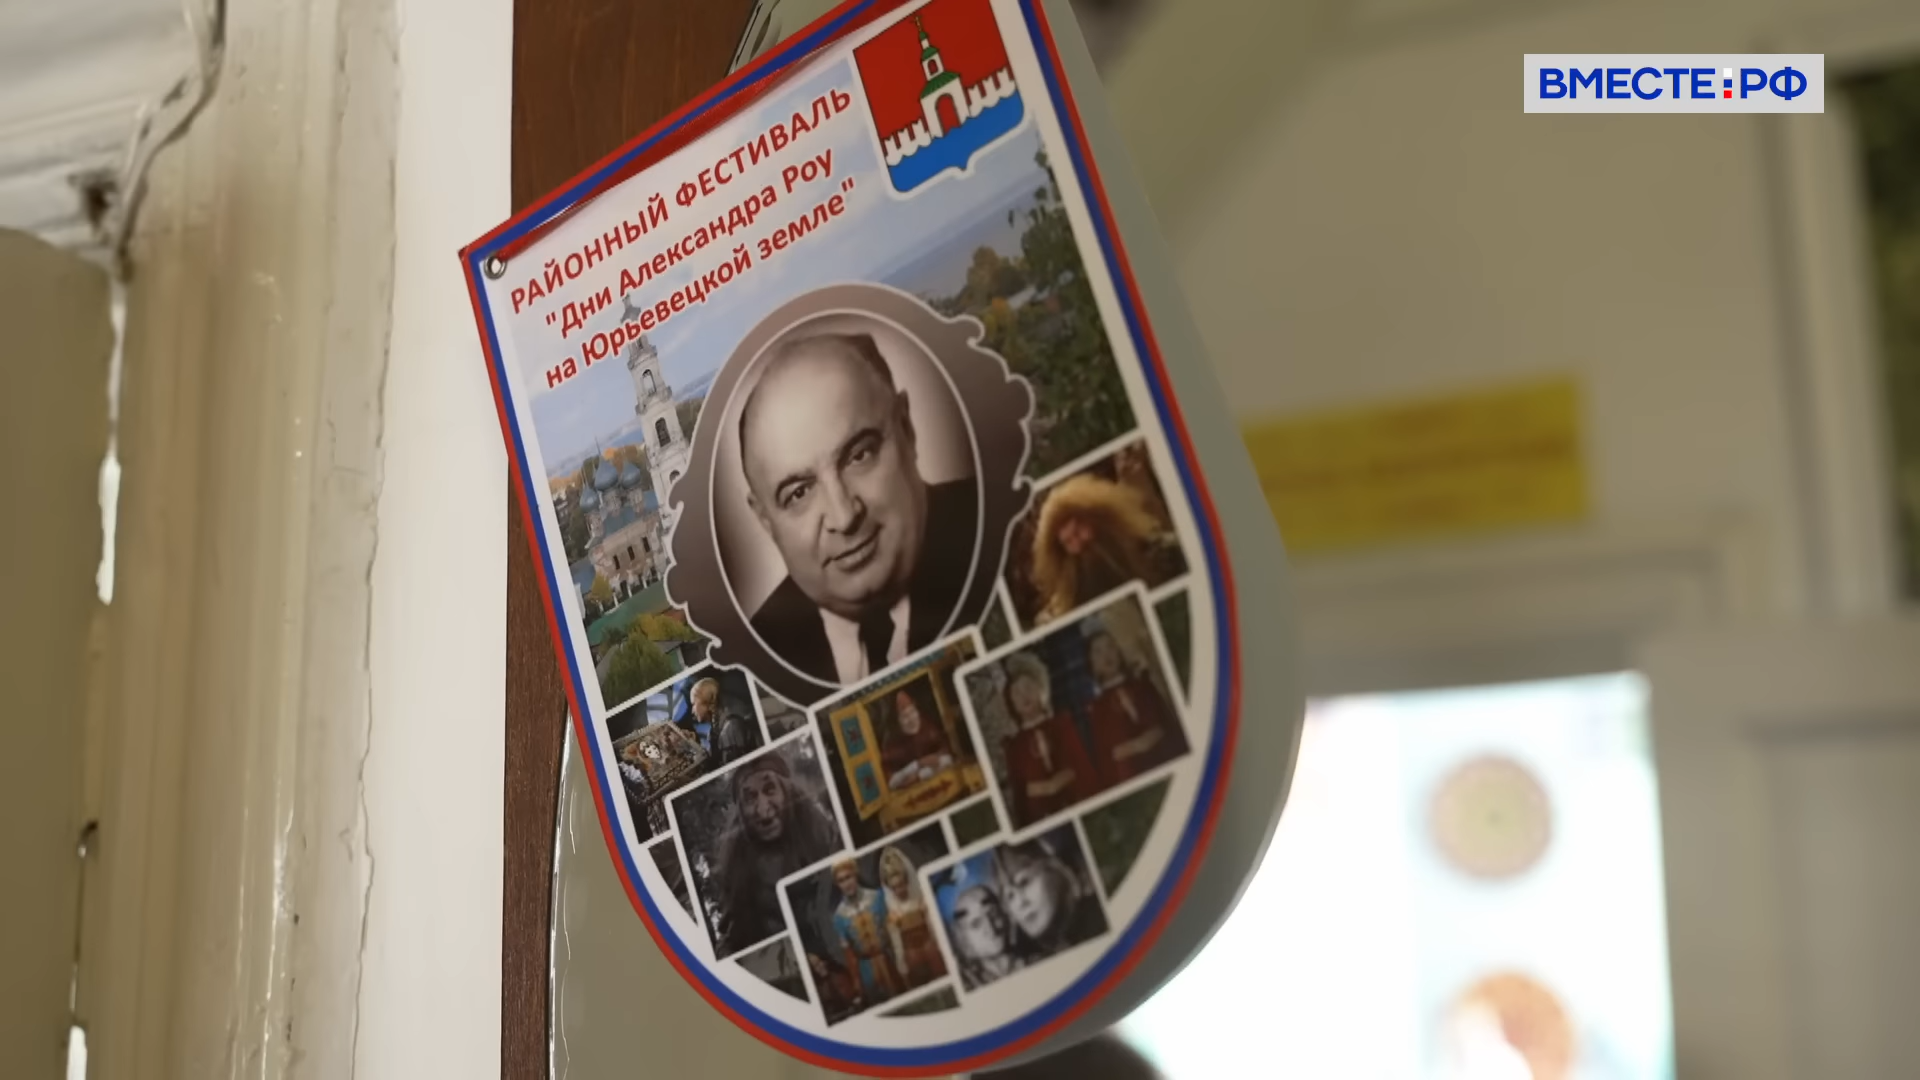 ВМЕСТЕ:РФ
РАЙОННЫЙ ФЕСТИВАЛЬ
"Дни Александра Роу
на Юрьевецкой земле"